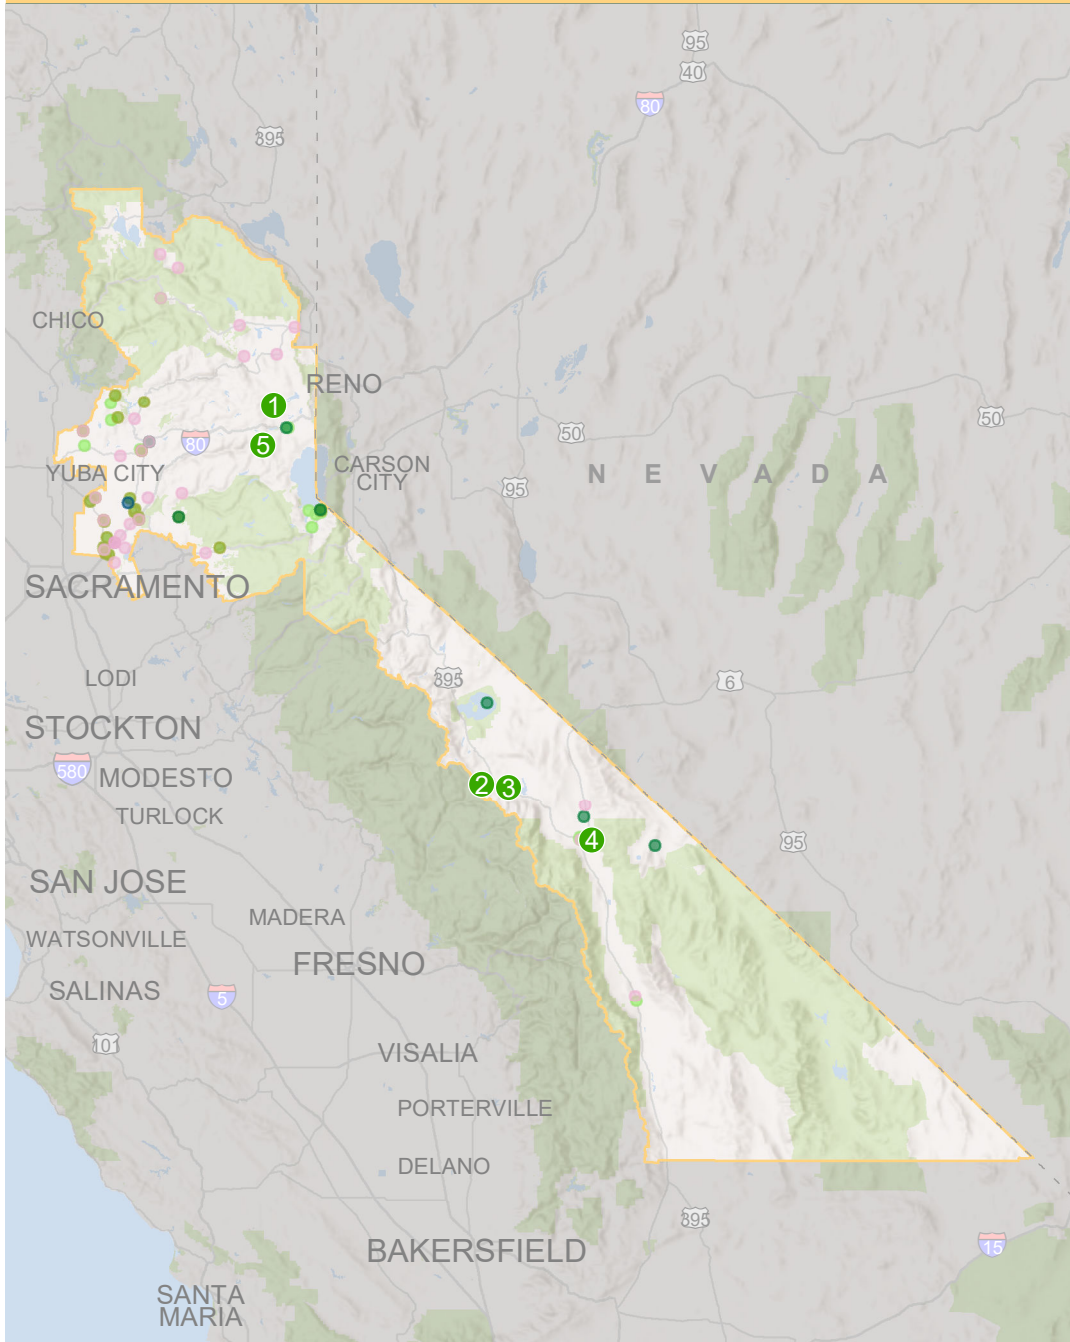 95
40
80
395
CHICO
RENO
1
50
50
80
5
CARSON
CITY
YUBA CITY
N E V A D A
95
SACRAMENTO
LODI
395
6
STOCKTON
580
MODESTO
2
3
TURLOCK
4
95
SAN JOSE
MADERA
WATSONVILLE
FRESNO
SALINAS
5
101
VISALIA
PORTERVILLE
DELANO
395
15
BAKERSFIELD
SANTA
MARIA